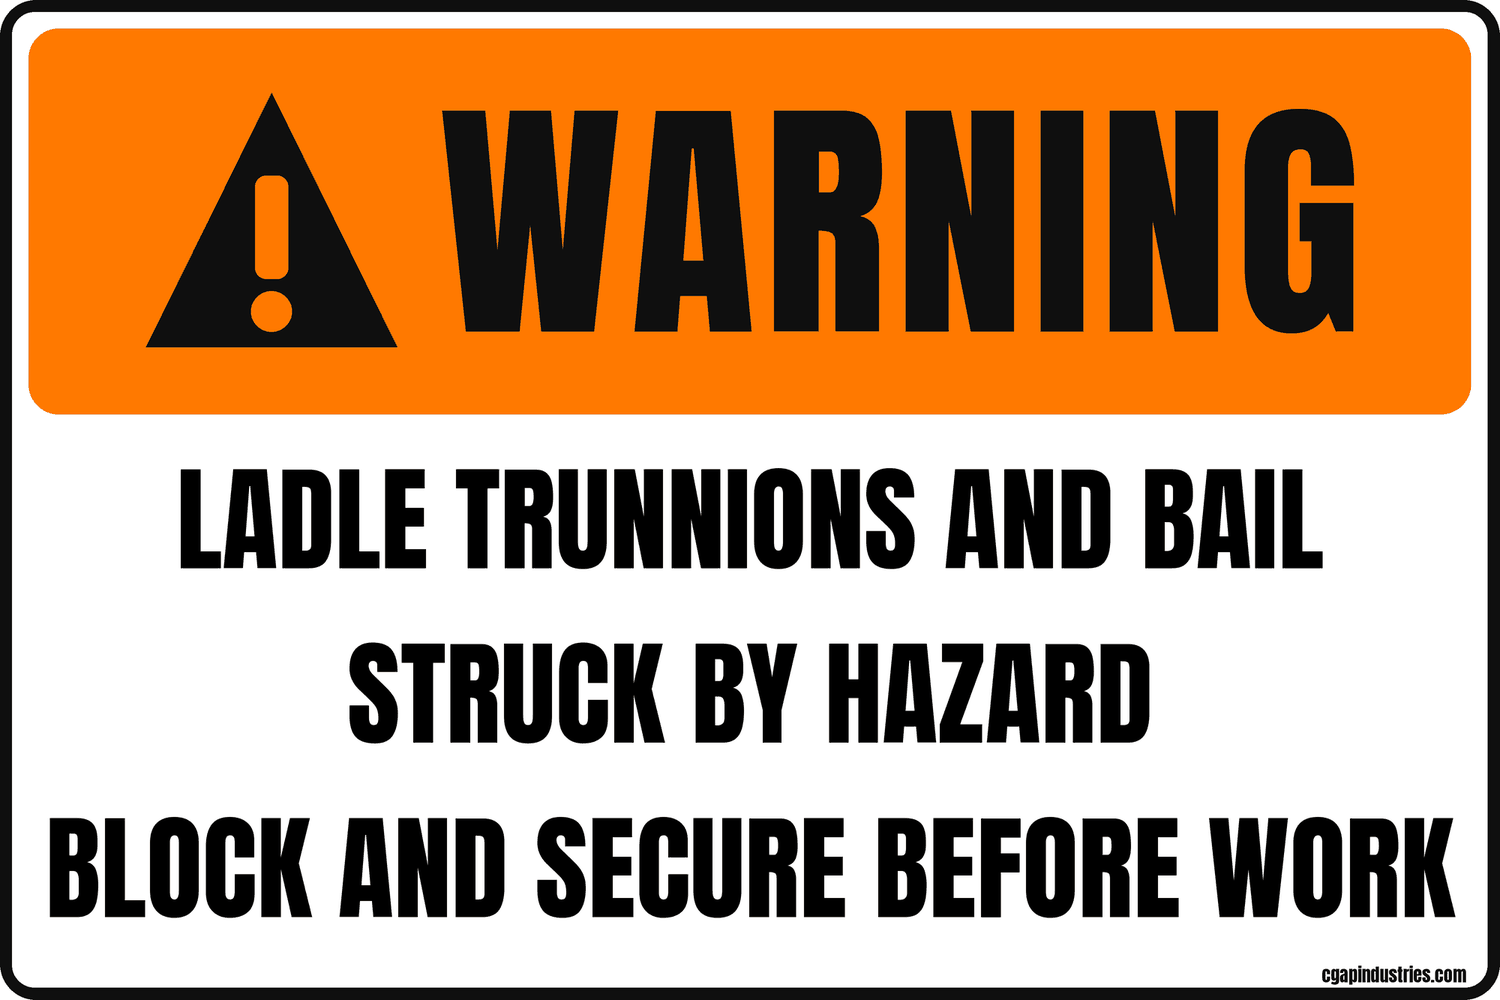 WARNING
LADLE TRUNNIONS AND BAIL
STRUCK BY HAZARD
BLOCK AND SECURE BEFORE WORK
cgapindustries.com